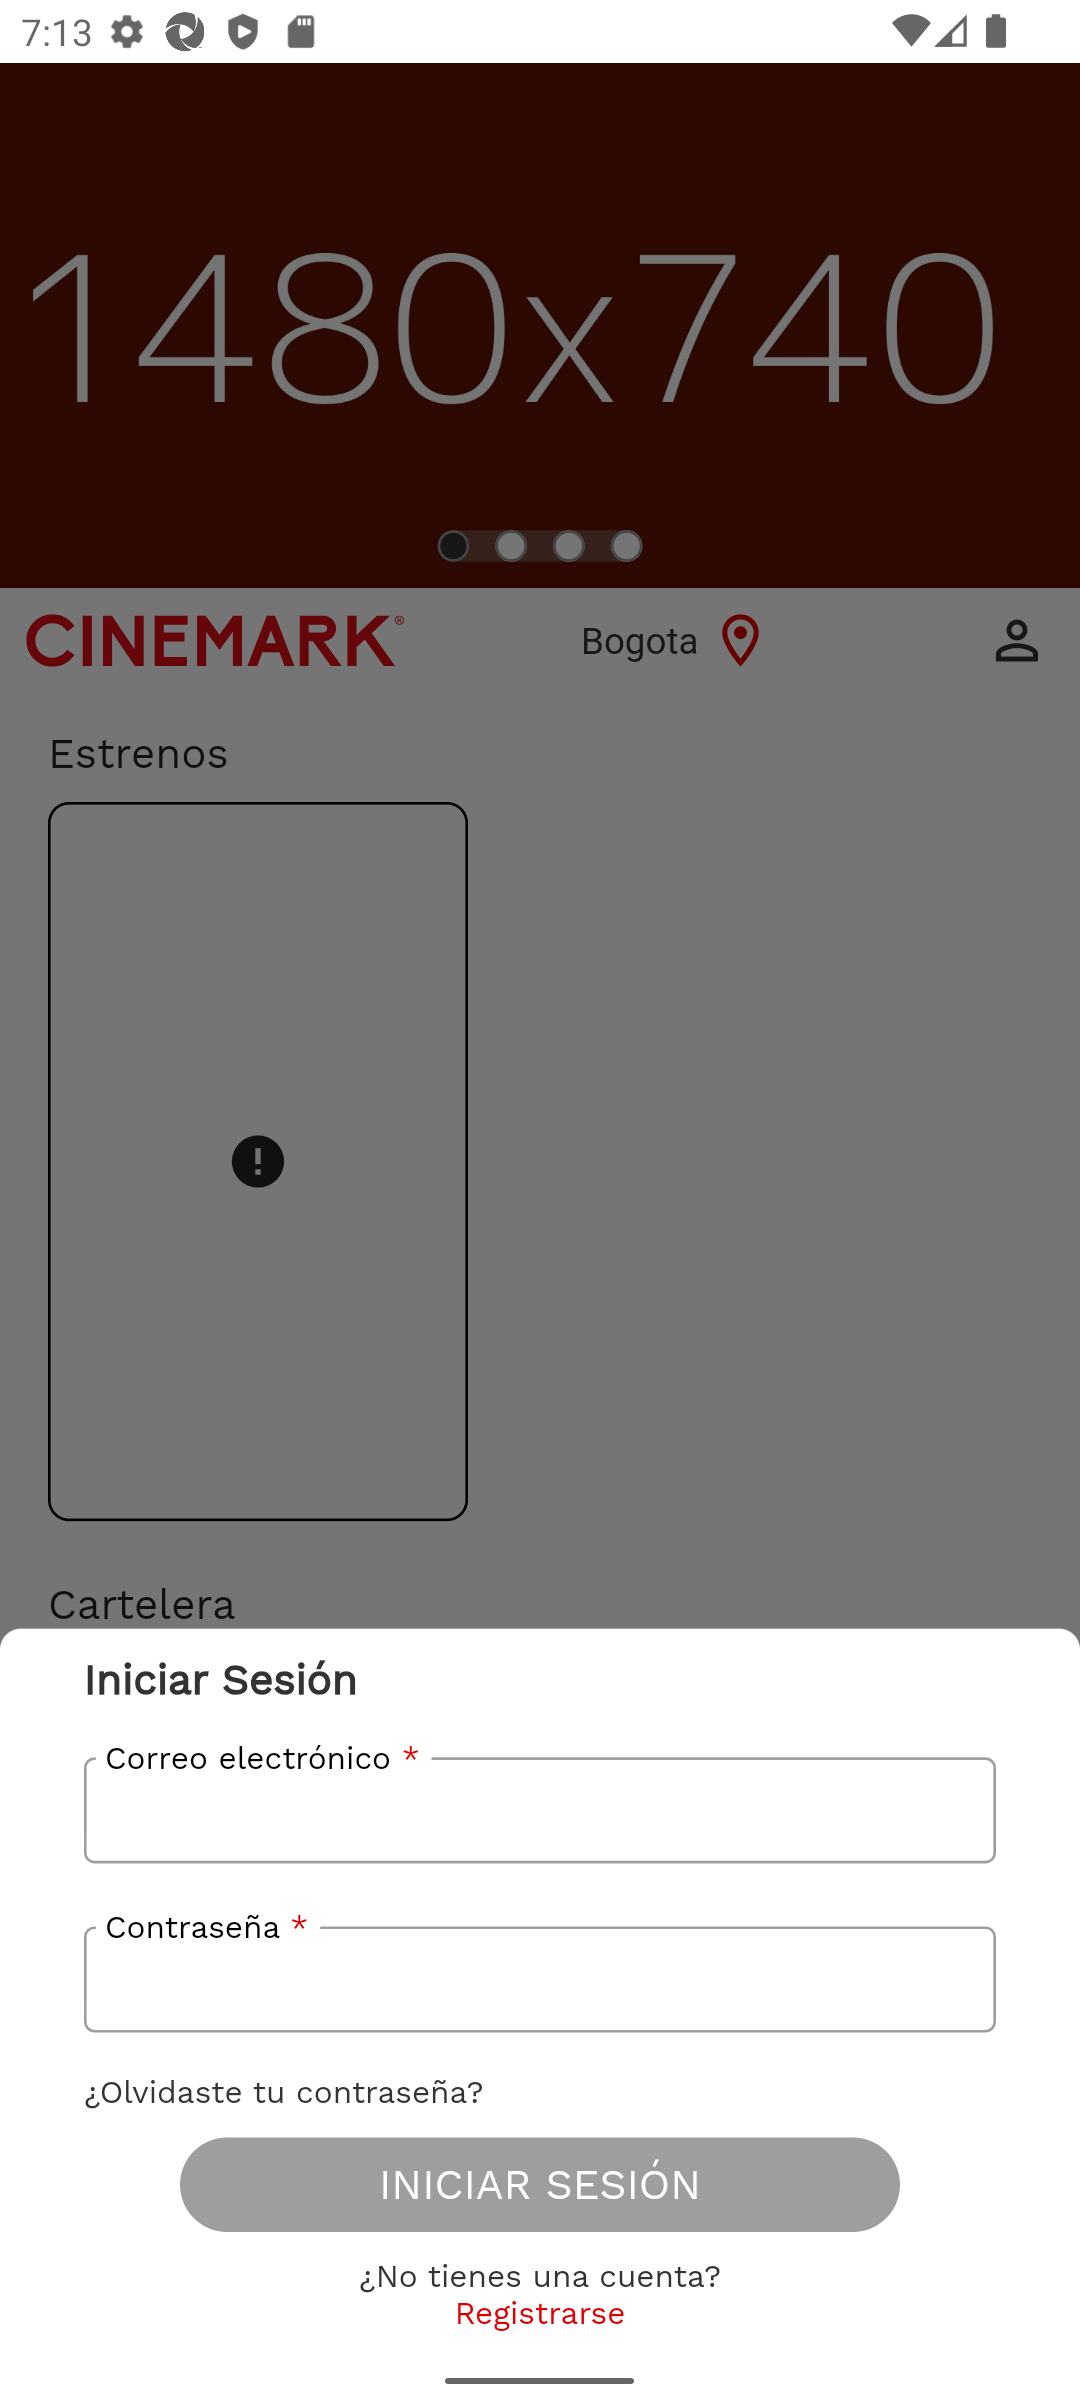 7:13
1480x740
CINEMARK®
Bogota
Estrenos
Cartelera
Iniciar Sesión
Correo electrónico *
Contraseña *
¿Olvidaste tu contraseña?
INICIAR SESIÓN
¿No tienes una cuenta?
Registrarse